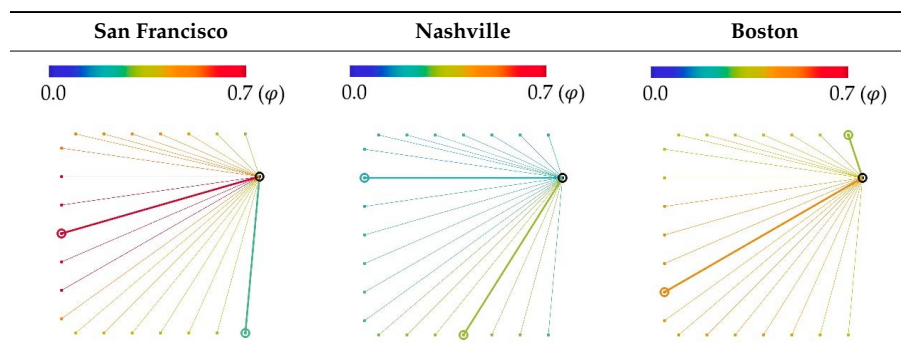 San Francisco Nashville Boston
0.0 0.7 (φ) 0.0 0.7 (φ) 0.0 0.7 (φ)